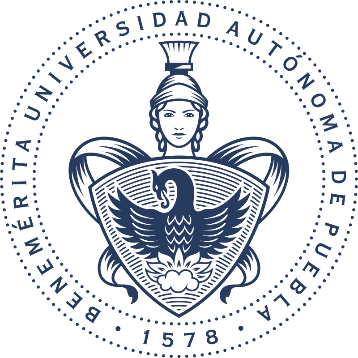 BENEMÉRITA UNIVERSIDAD AUTÓNOMA DE PUEBLA
• 1578 •